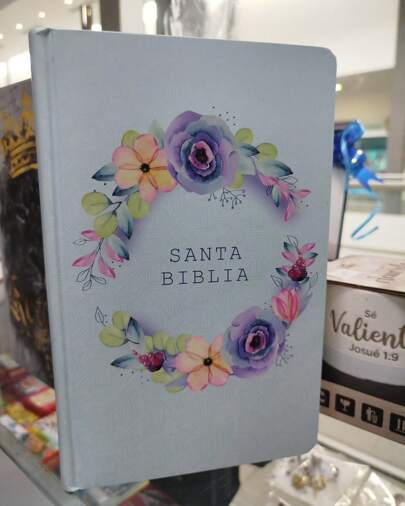 SANTA
BIBLIA
Sé
Valient
Josué 1:9